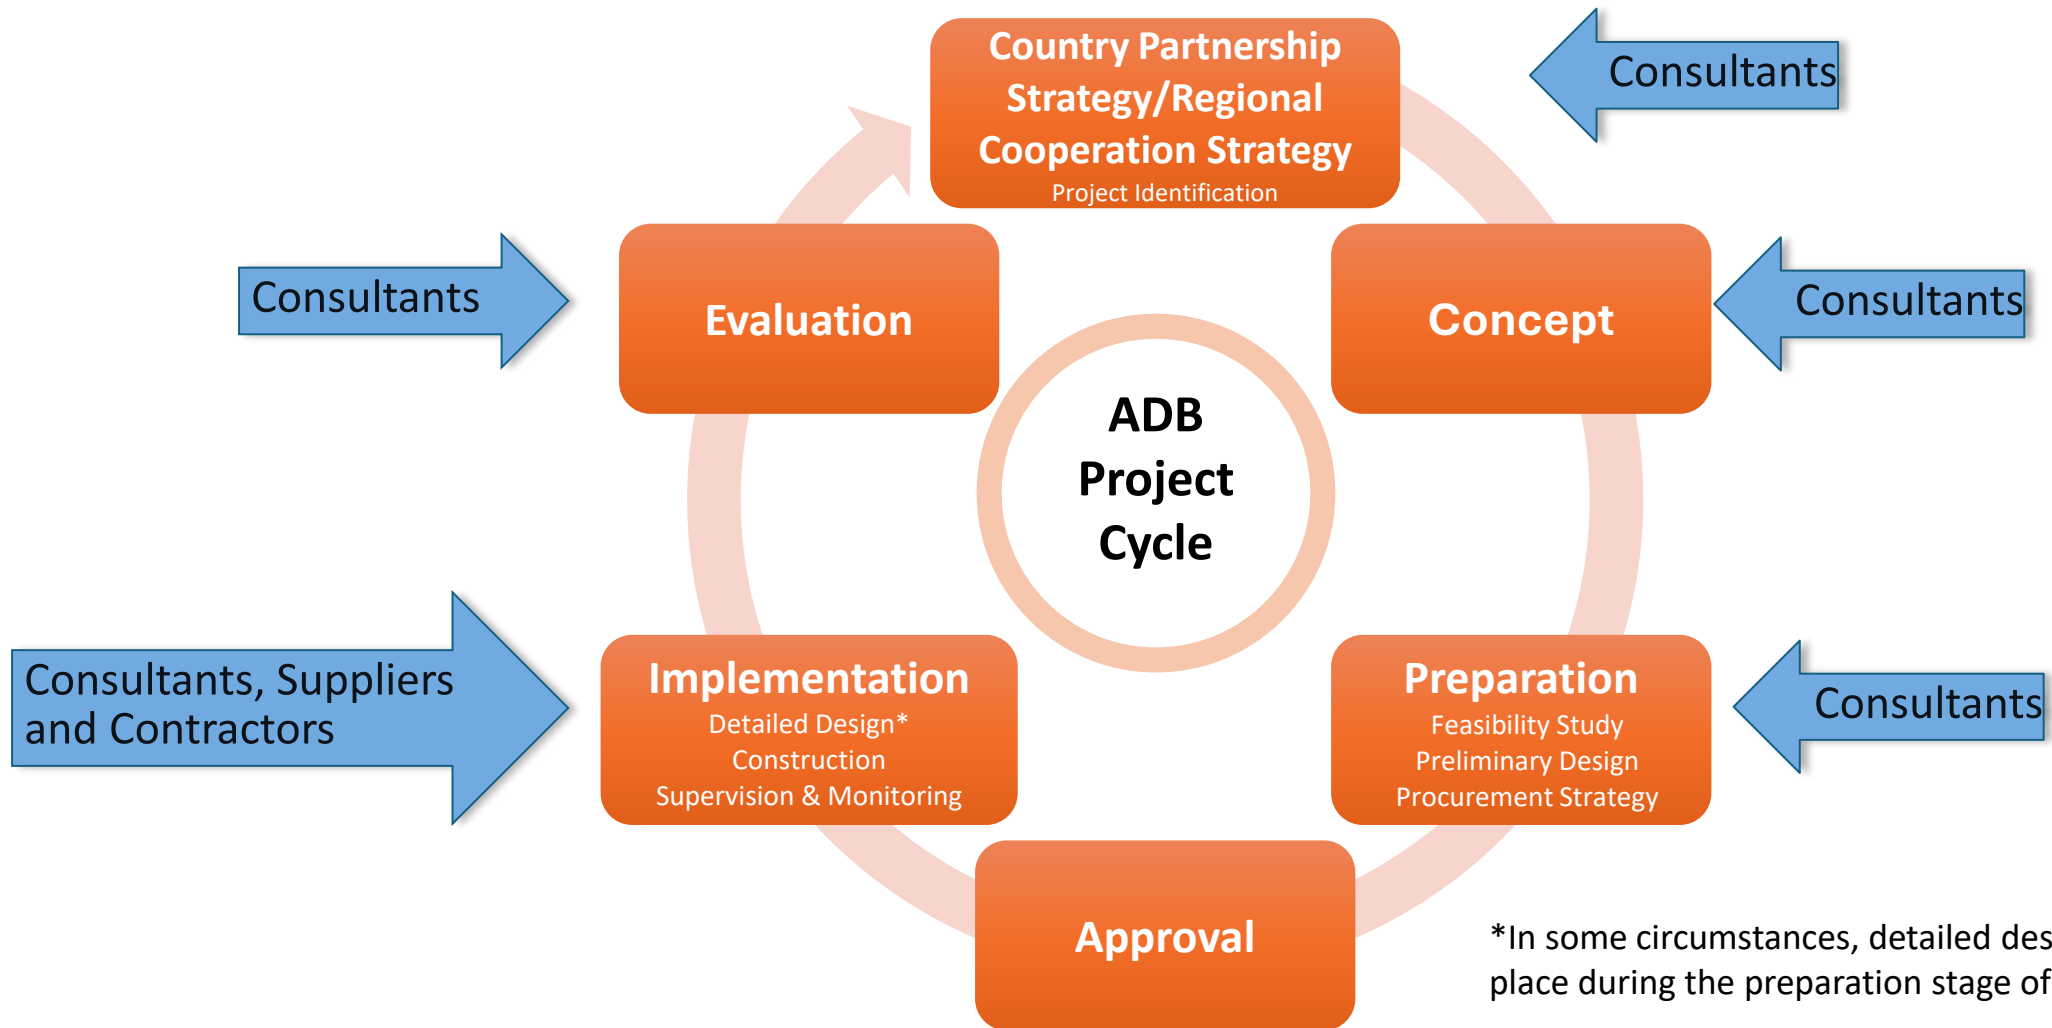 Country Partnership
Strategy/Regional
Cooperation Strategy
Project Identification
Consultants
Consultants
Evaluation
Concept
Consultants
ADB
Project
Cycle
Consultants, Suppliers
and Contractors
Implementation
Detailed Design*
Construction
Supervision & Monitoring
Preparation
Feasibility Study
Preliminary Design
Procurement Strategy
Consultants
Approval
*In some circumstances, detailed des
place during the preparation stage of